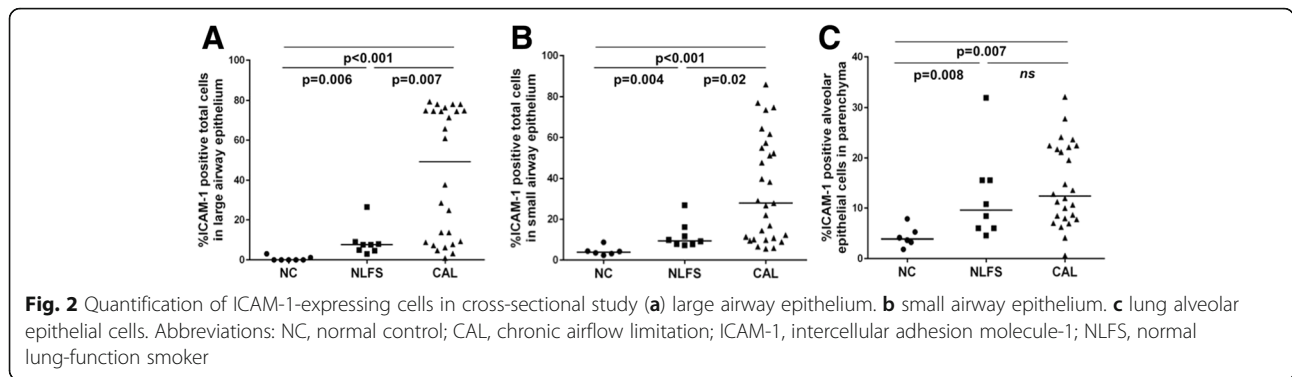 A
%ICAM-1 positive total cells
in large airway epithelium
100
80
60
40
20
0
p<0.001
p=0.006
p=0.007
NC
NLFS
CAL
B
%ICAM-1 positive total cells
in small airway epithelium
100
80
60
40
20
0
p<0.001
p=0.004
p=0.02
NC
NLFS
CAL
C
%ICAM-1 positive alveolar
epithelial cells in parenchyma
40
30
20
10
0
p=0.007
p=0.008
ns
NC
NLFS
CAL
Fig. 2 Quantification of ICAM-1-expressing cells in cross-sectional study (a) large airway epithelium. b small airway epithelium. c lung alveolar
epithelial cells. Abbreviations: NC, normal control; CAL, chronic airflow limitation; ICAM-1, intercellular adhesion molecule-1; NLFS, normal
lung-function smoker